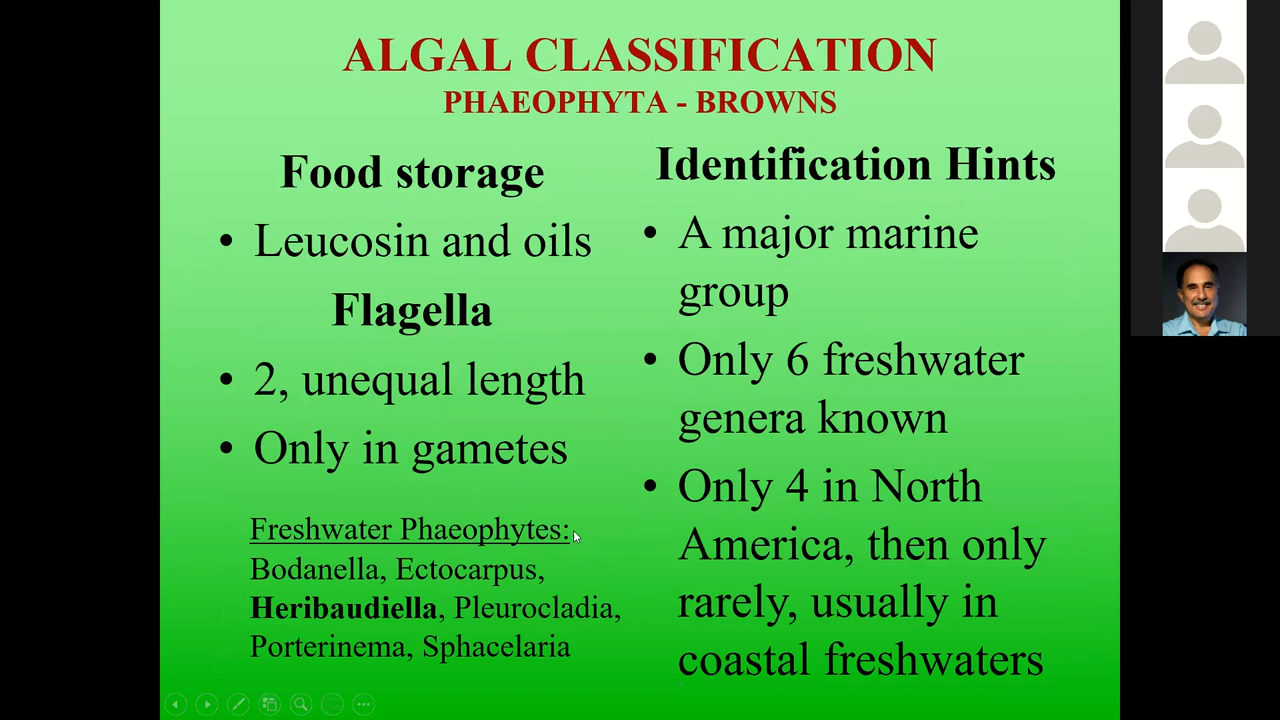 ALGAL CLASSIFICATION
PHAEOPHYTA - BROWNS
Food storage
• Leucosin and oils
Flagella
• 2, unequal length
• Only in gametes
Freshwater Phaeophytes:
Bodanella, Ectocarpus,
Heribaudiella, Pleurocladia,
Porterinema, Sphacelaria
Identification Hints
• A major marine
group
• Only 6 freshwater
genera known
• Only 4 in North
America, then only
rarely, usually in
coastal freshwaters